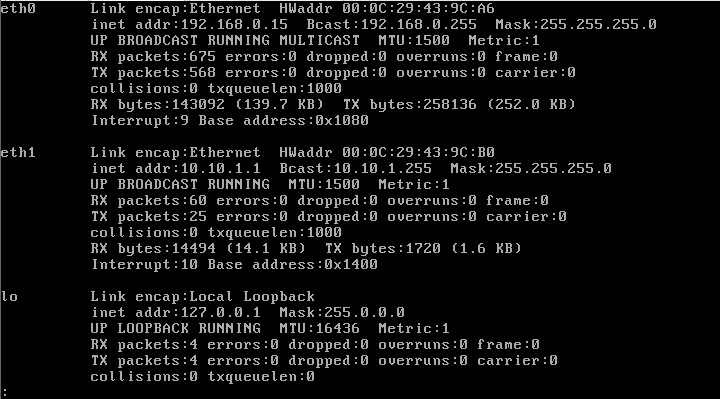 eth0      Link encap:Ethernet  HWaddr 00:0C:29:43:9C:A6
          inet addr:192.168.0.15  Bcast:192.168.0.255  Mask:255.255.255.0
          UP BROADCAST RUNNING MULTICAST  MTU:1500  Metric:1
          RX packets:675 errors:0 dropped:0 overruns:0 frame:0
          TX packets:568 errors:0 dropped:0 overruns:0 carrier:0
          collisions:0 txqueuelen:1000
          RX bytes:143092 (139.7 KB)  TX bytes:258136 (252.0 KB)
          Interrupt:9 Base address:0x1080

eth1      Link encap:Ethernet  HWaddr 00:0C:29:43:9C:B0
          inet addr:10.10.1.1  Bcast:10.10.1.255  Mask:255.255.255.0
          UP BROADCAST RUNNING  MTU:1500  Metric:1
          RX packets:60 errors:0 dropped:0 overruns:0 frame:0
          TX packets:25 errors:0 dropped:0 overruns:0 carrier:0
          collisions:0 txqueuelen:1000
          RX bytes:14494 (14.1 KB)  TX bytes:1720 (1.6 KB)
          Interrupt:10 Base address:0x1400

lo        Link encap:Local Loopback
          inet addr:127.0.0.1  Mask:255.0.0.0
          UP LOOPBACK RUNNING  MTU:16436  Metric:1
          RX packets:4 errors:0 dropped:0 overruns:0 frame:0
          TX packets:4 errors:0 dropped:0 overruns:0 carrier:0
          collisions:0 txqueuelen:0
: